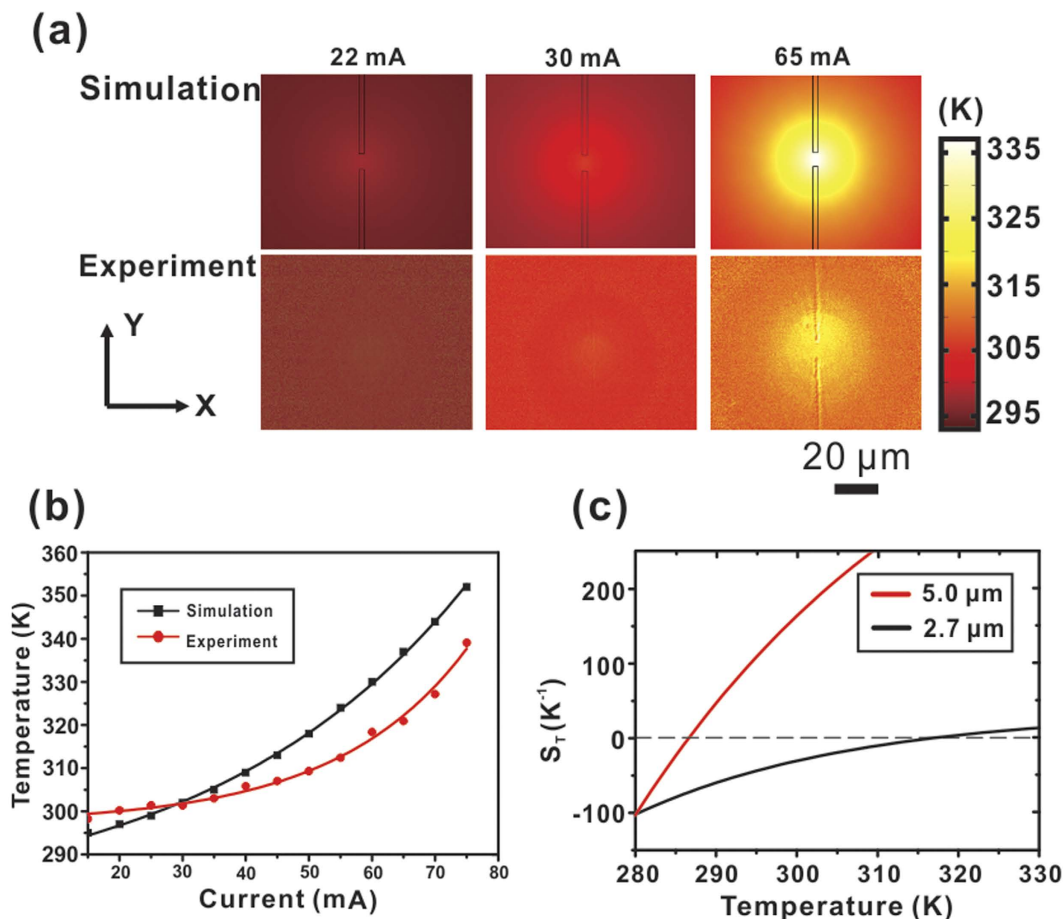 (a)
22 mA 30 mA 65 mA
Simulation
(K)
335
325
315
305
295
Experiment
Y
X
20 µm
(b)
360
350
340
330
320
310
300
290
Temperature (K)
Simulation
Experiment
20 30 40 50 60 70 80
Current (mA)
(c)
200
100
0
-100
S_T (K⁻¹)
5.0 µm
2.7 µm
280 290 300 310 320 330
Temperature (K)